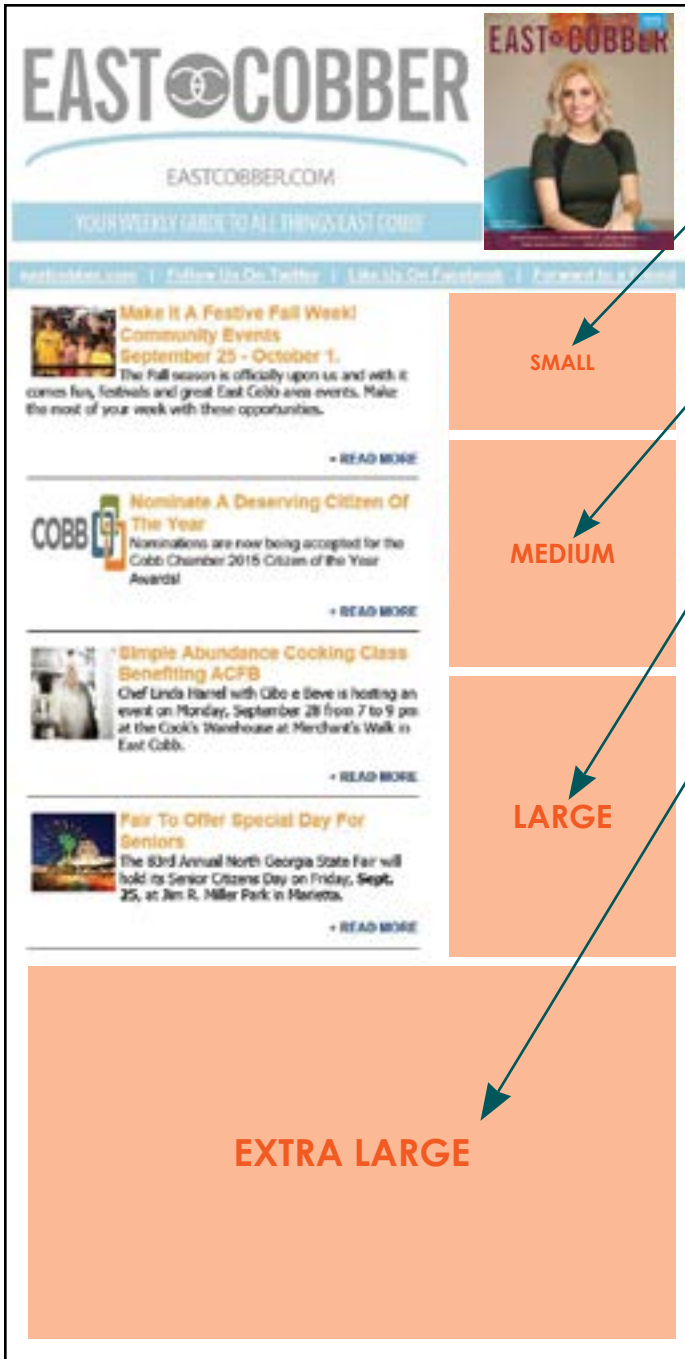 EAST COBBER
EASTCOBBER.COM
YOUR WEEKLY GUIDE TO ALL THINGS EAST COBB
EAST COBBER
eastcobber.com | Follow Us On Twitter | Like Us On Facebook | Forward to a Friend
Make It A Festive Fall Week!
Community Events
September 25 - October 1.
The Fall season is officially upon us and with it
comes fun, festivals and great East Cobb area events. Make
the most of your week with these opportunities.
+ READ MORE
COBB
Nominate A Deserving Citizen Of
The Year
Nominations are now being accepted for the
Cobb Chamber 2015 Citizen of the Year
Awards!
+ READ MORE
Simple Abundance Cooking Class
Benefiting ACFB
Chef Linda Harrel with Cibo e Beve is hosting an
event on Monday, September 28 from 7 to 9 pm
at the Cook's Warehouse at Merchant's Walk in
East Cobb.
+ READ MORE
Fair To Offer Special Day For
Seniors
The 83rd Annual North Georgia State Fair will
hold its Senior Citizens Day on Friday, Sept.
25, at Jim R. Miller Park in Marietta.
+ READ MORE
SMALL
MEDIUM
LARGE
EXTRA LARGE